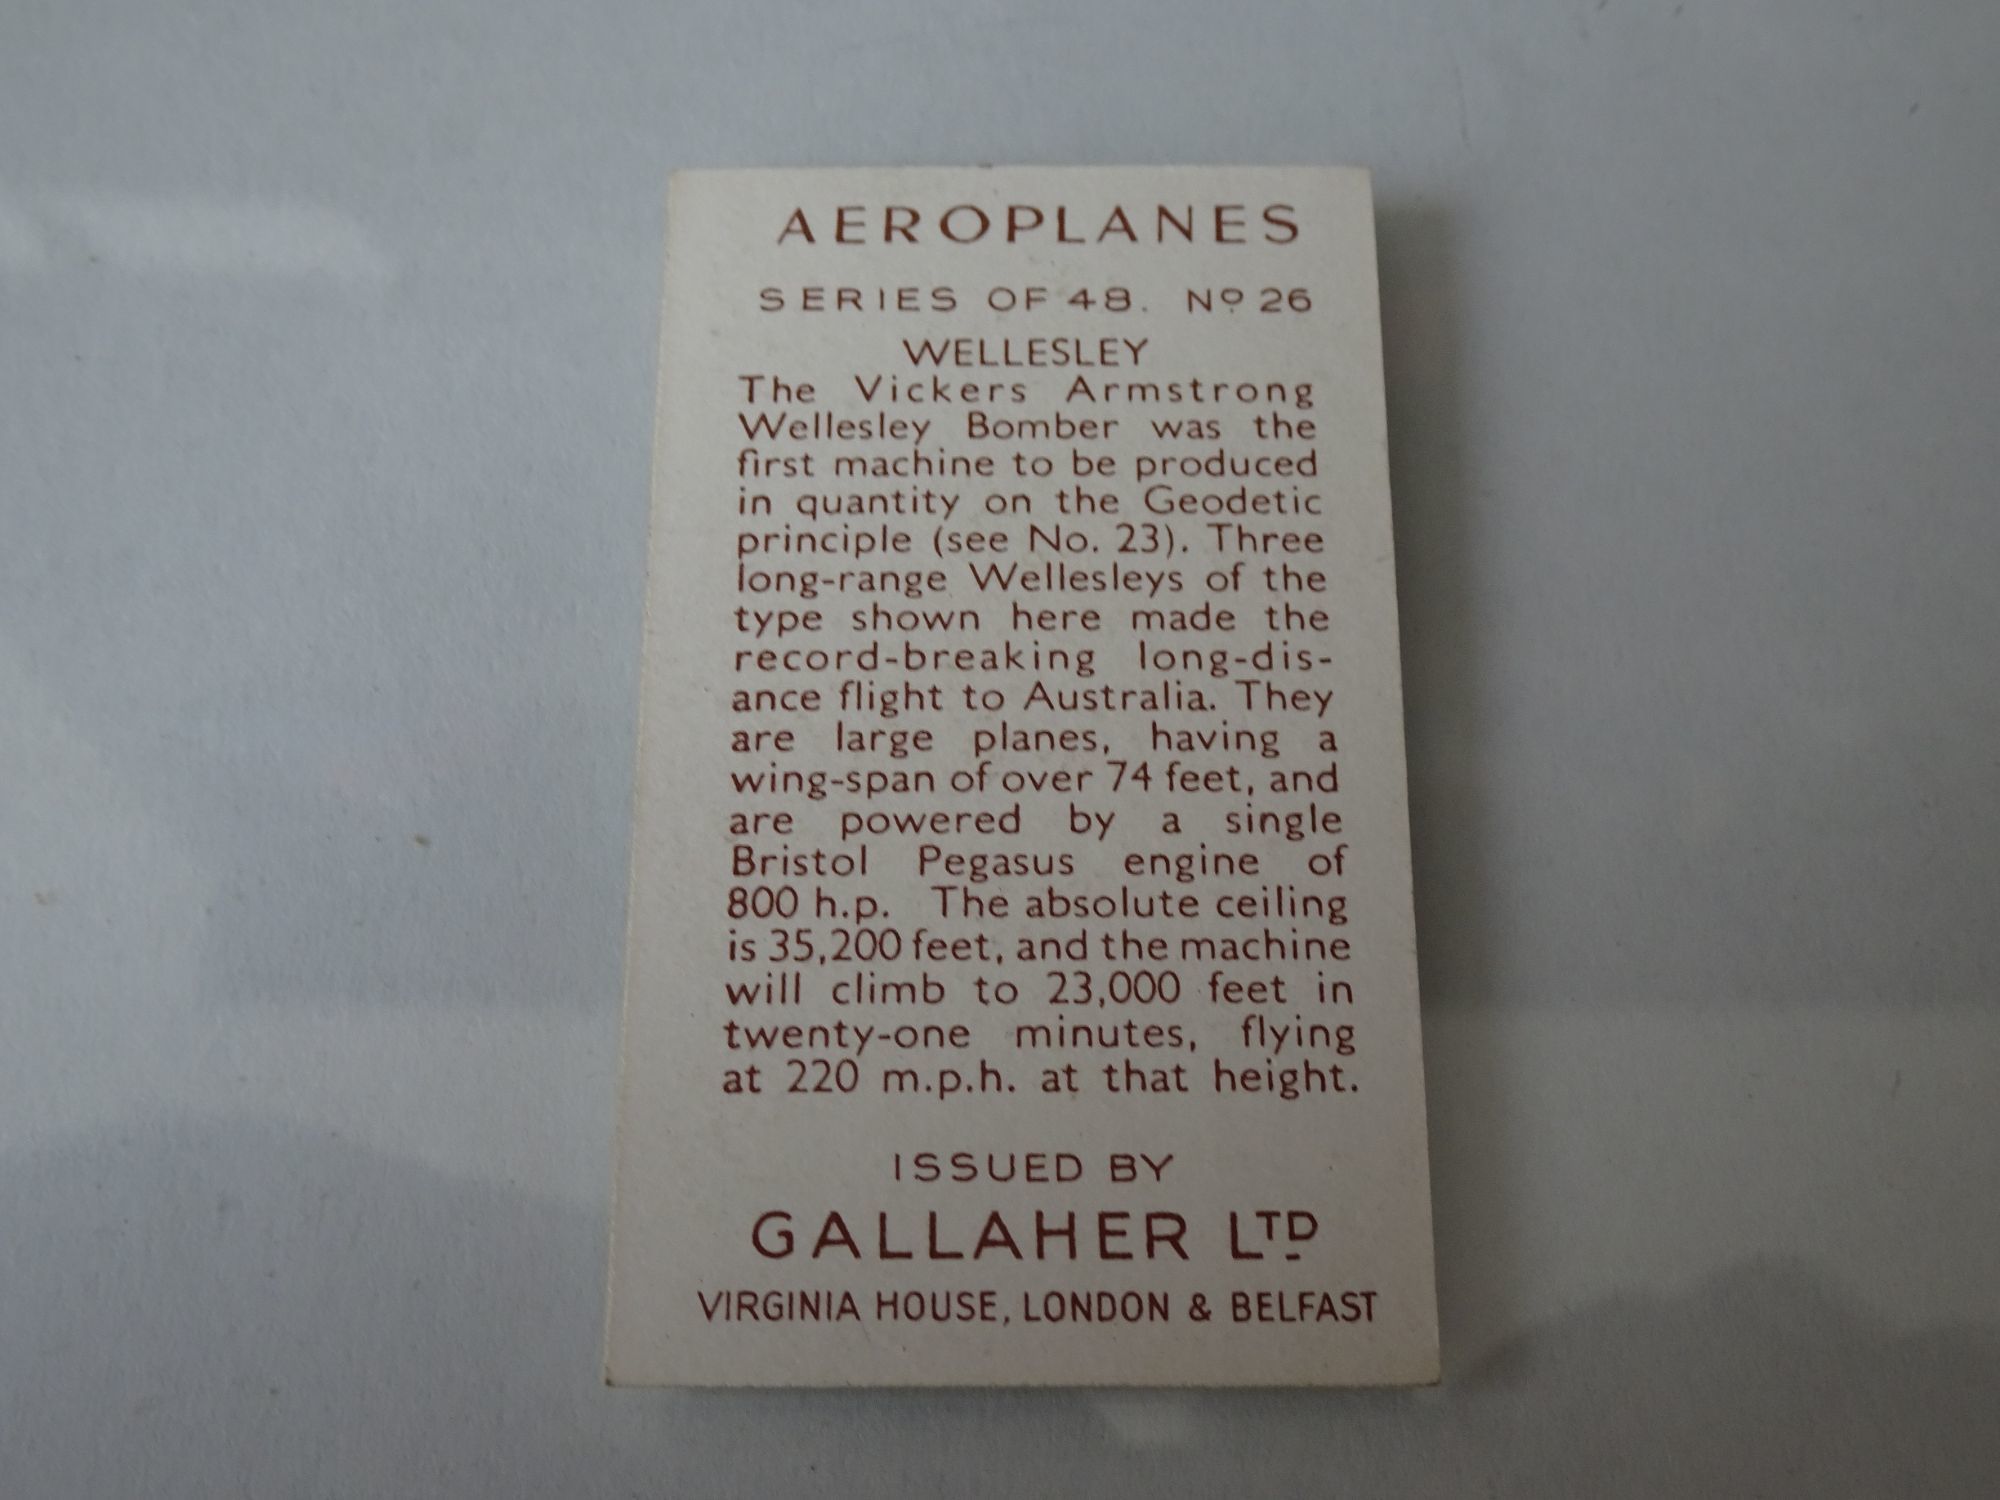 AEROPLANES
SERIES OF 48. Nº 26
WELLESLEY
The Vickers Armstrong
Wellesley Bomber was the
first machine to be produced
in quantity on the Geodetic
principle (see No. 23). Three
long-range Wellesleys of the
type shown here made the
record-breaking long-dis-
ance flight to Australia. They
are large planes, having a
wing-span of over 74 feet, and
are powered by a single
Bristol Pegasus engine of
800 h.p. The absolute ceiling
is 35,200 feet, and the machine
will climb to 23,000 feet in
twenty-one minutes, flying
at 220 m.p.h. at that height.
ISSUED BY
GALLAHER LTD
VIRGINIA HOUSE, LONDON & BELFAST